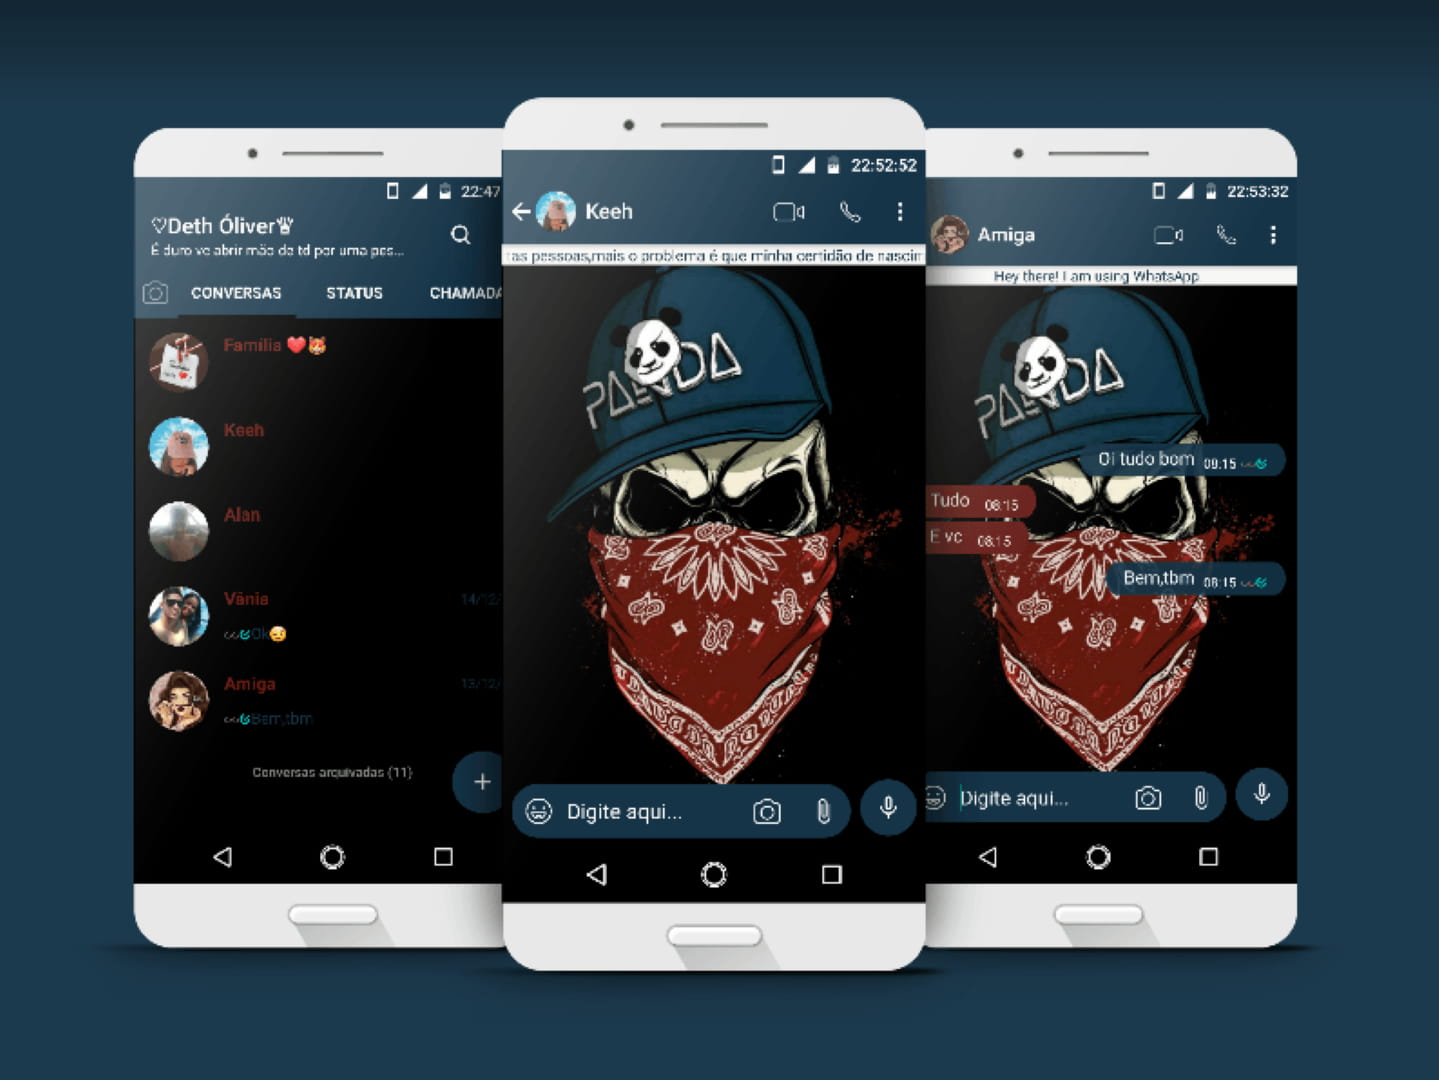 22:47
♡Deth Óliver♕
É duro vc abrir mão de td por uma pes...
CONVERSAS STATUS CHAMADA
Familia ❤️🐯
Keeh
Alan
Vânia 14/12/
Ok😔
Amiga 13/12/
Bem,tbm
Conversas arquivadas (11)
22:52:52
Keeh
tas pessoas,mais o problema é que minha certidão de nascim
PANDA
Digite aqui...
22:53:32
Amiga
Hey there! I am using WhatsApp
PANDA
Oi tudo bom 08:15
Tudo 08:15
E vc 08:15
Bem,tbm 08:15
Digite aqui...